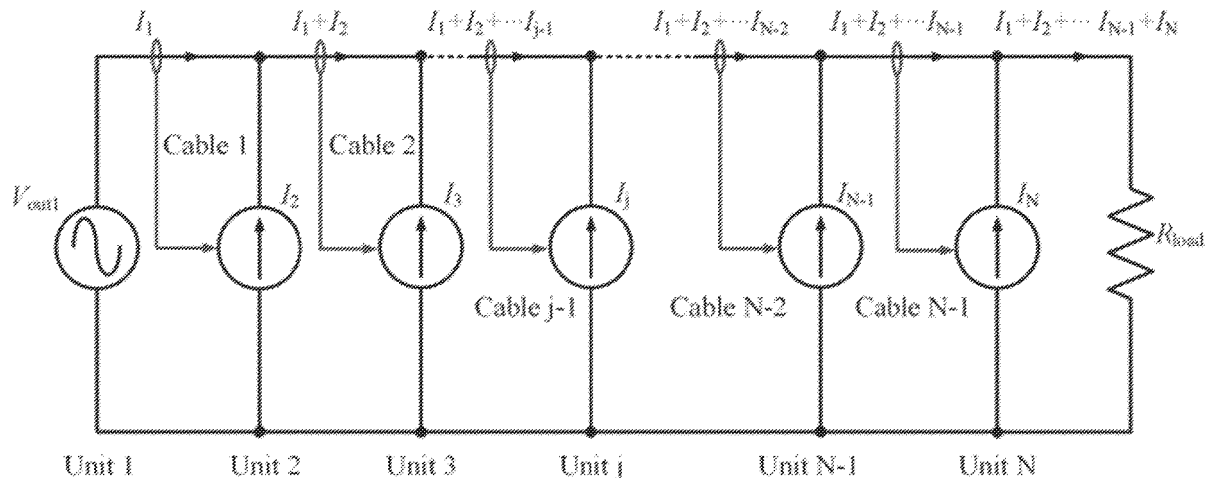 I1 I1+I2 I1+I2+···Ij-1 I1+I2+···IN-2 I1+I2+···IN-1 I1+I2+··· IN-1+IN
Cable 1 Cable 2
Vout1 I2 I3 Ij IN-1 IN
Rload
Cable j-1 Cable N-2 Cable N-1
Unit 1 Unit 2 Unit 3 Unit j Unit N-1 Unit N